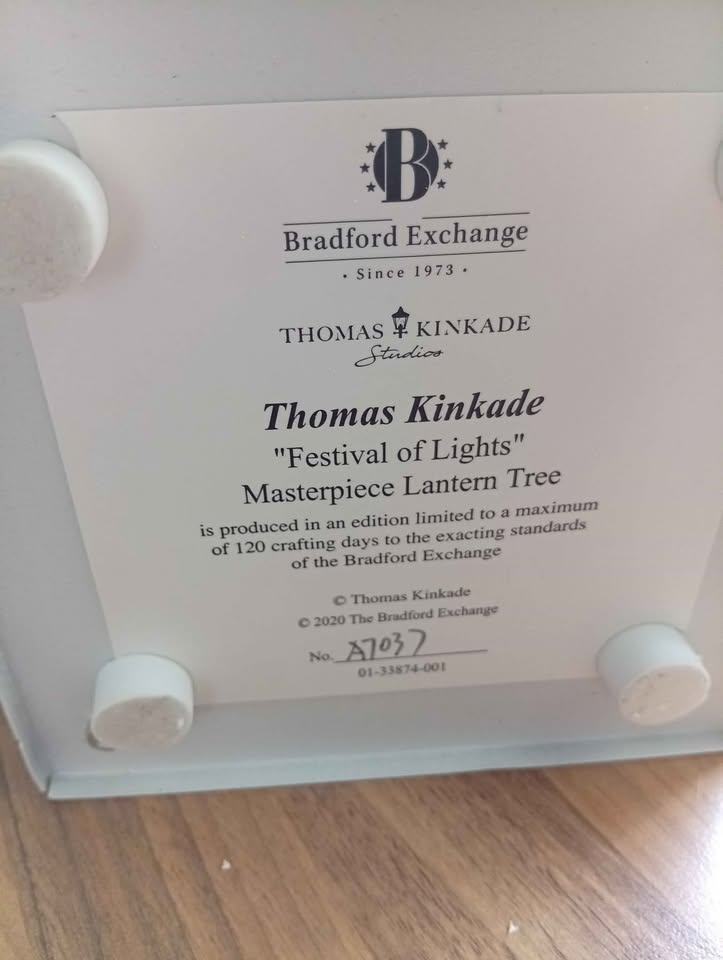 B
Bradford Exchange
· Since 1973 ·
THOMAS KINKADE
Studios
Thomas Kinkade
"Festival of Lights"
Masterpiece Lantern Tree
is produced in an edition limited to a maximum
of 120 crafting days to the exacting standards
of the Bradford Exchange
© Thomas Kinkade
© 2020 The Bradford Exchange
No. A7037
01-33874-001